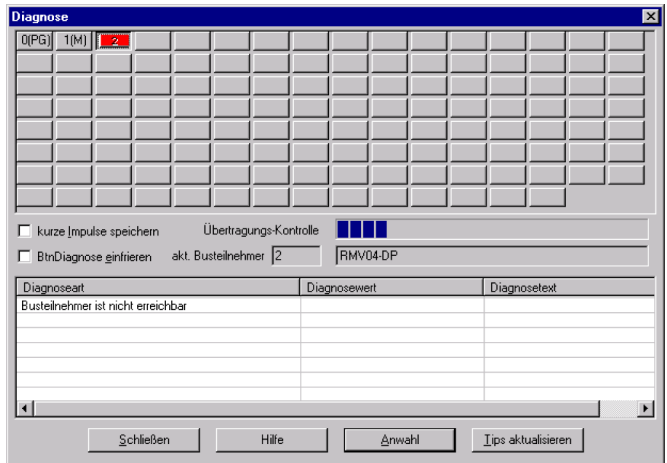 Diagnose
0(PG) 1(M) 2
kurze Impulse speichern Übertragungs-Kontrolle
BtnDiagnose einfrieren akt. Busteilnehmer 2 RMV04-DP
Diagnoseart Diagnosewert Diagnosetext
Busteilnehmer ist nicht erreichbar
Schließen Hilfe Anwahl Tips aktualisieren